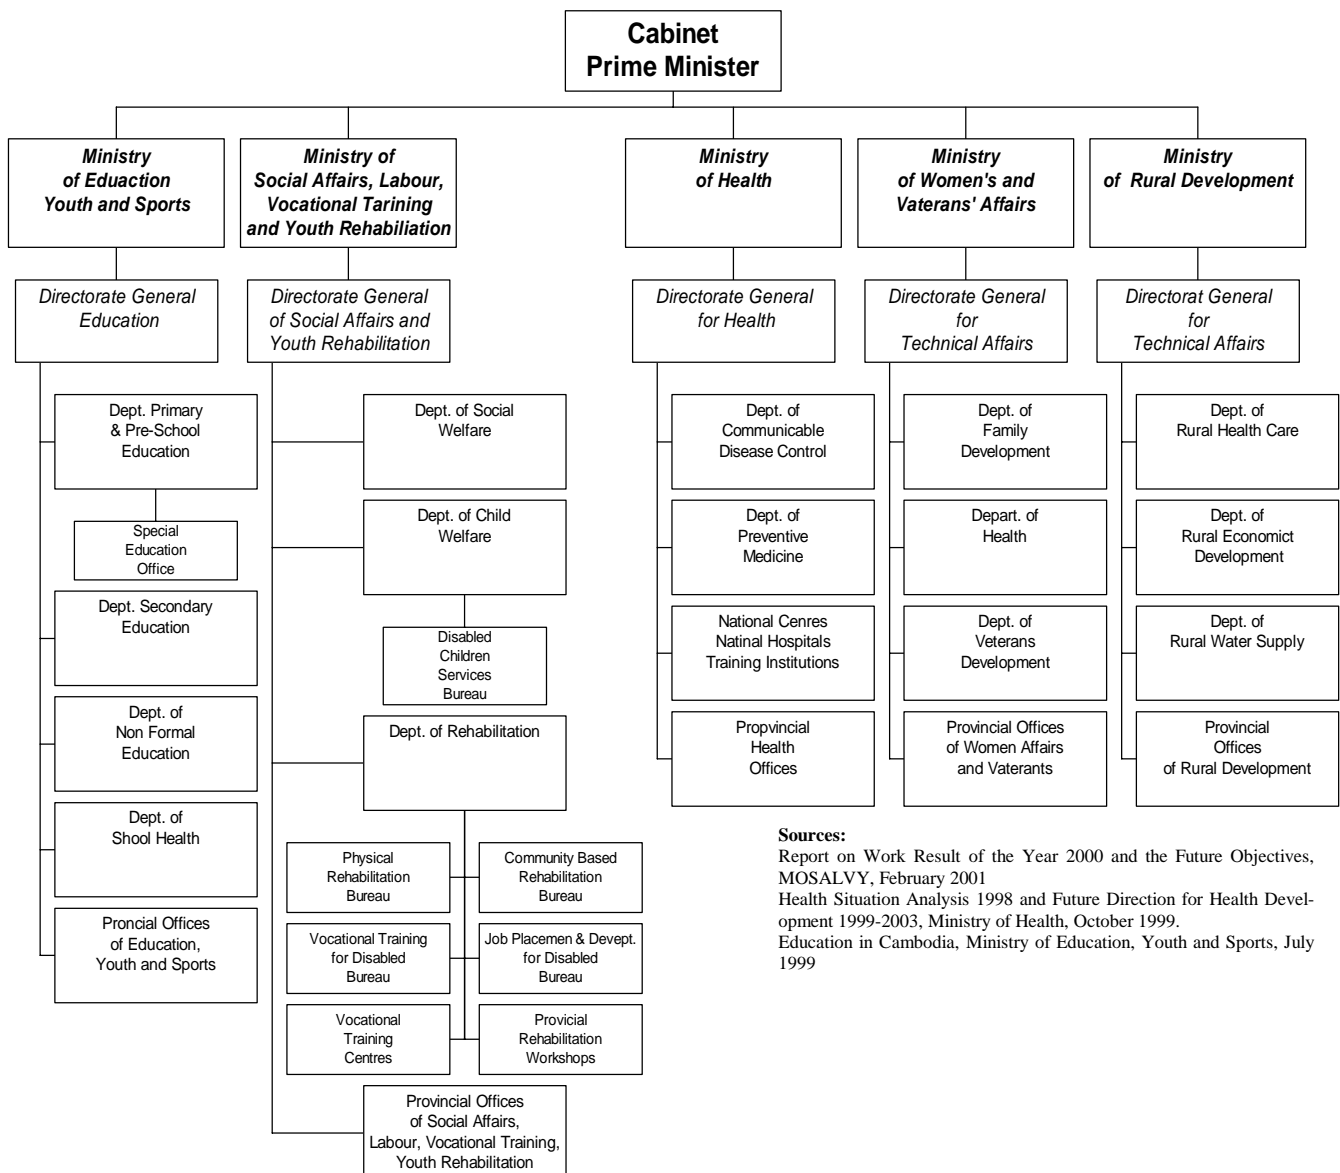 Cabinet
Prime Minister
Ministry
of Eduaction
Youth and Sports
Ministry of
Social Affairs, Labour,
Vocational Tarining
and Youth Rehabiliation
Ministry
of Health
Ministry
of Women's and
Vaterans' Affairs
Ministry
of Rural Development
Directorate General
Education
Directorate General
of Social Affairs and
Youth Rehabilitation
Directorate General
for Health
Directorate General
for
Technical Affairs
Directorat General
for
Technical Affairs
Dept. Primary
& Pre-School
Education
Special
Education
Office
Dept. Secondary
Education
Dept. of
Non Formal
Education
Dept. of
Shool Health
Proncial Offices
of Education,
Youth and Sports
Dept. of Social
Welfare
Dept. of Child
Welfare
Disabled
Children
Services
Bureau
Dept. of Rehabilitation
Physical
Rehabilitation
Bureau
Community Based
Rehabilitation
Bureau
Vocational Training
for Disabled
Bureau
Job Placemen & Devept.
for Disabled
Bureau
Vocational
Training
Centres
Provicial
Rehabilitation
Workshops
Provincial Offices
of Social Affairs,
Labour, Vocational Training,
Youth Rehabilitation
Dept. of
Communicable
Disease Control
Dept. of
Preventive
Medicine
National Cenres
Natinal Hospitals
Training Institutions
Propvincial
Health
Offices
Dept. of
Family
Development
Depart. of
Health
Dept. of
Veterans
Development
Provincial Offices
of Women Affairs
and Vaterants
Dept. of
Rural Health Care
Dept. of
Rural Economict
Development
Dept. of
Rural Water Supply
Provincial
Offices
of Rural Development
Sources:
Report on Work Result of the Year 2000 and the Future Objectives,
MOSALVY, February 2001
Health Situation Analysis 1998 and Future Direction for Health Devel-
opment 1999-2003, Ministry of Health, October 1999.
Education in Cambodia, Ministry of Education, Youth and Sports, July
1999